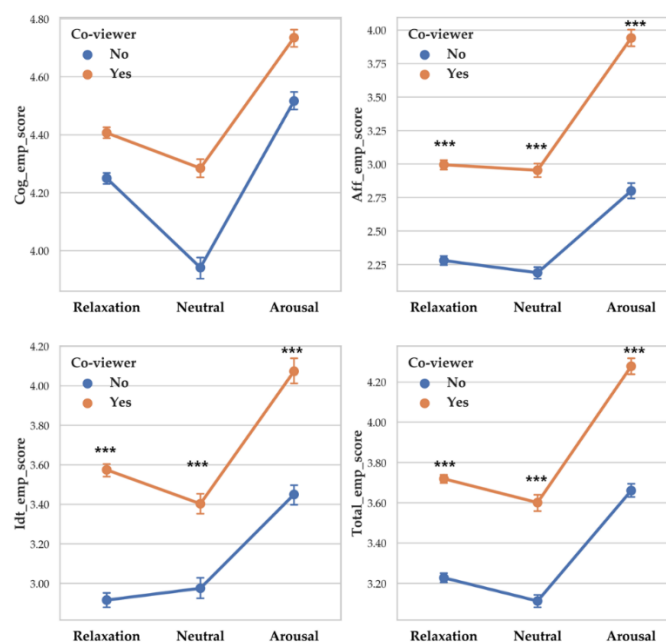 4.80
4.60
4.40
4.20
4.00
Cog_emp_score
Co-viewer
No
Yes
Relaxation Neutral Arousal
4.00
3.75
3.50
3.25
3.00
2.75
2.50
2.25
Aff_emp_score
Co-viewer
No
Yes
*** *** ***
Relaxation Neutral Arousal
4.20
4.00
3.80
3.60
3.40
3.20
3.00
Idt_emp_score
Co-viewer
No
Yes
*** *** ***
Relaxation Neutral Arousal
4.20
4.00
3.80
3.60
3.40
3.20
Total_emp_score
Co-viewer
No
Yes
*** *** ***
Relaxation Neutral Arousal